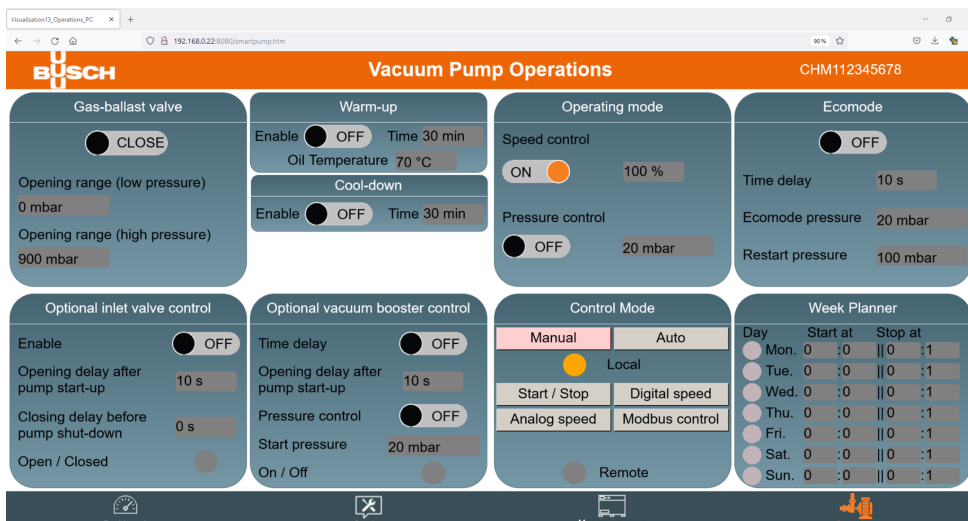 Visualization13_Operations_PC
192.168.0.22:8080/smartpump.htm
90%
BUSCH
Vacuum Pump Operations
CHM112345678
Gas-ballast valve
CLOSE
Opening range (low pressure)
0 mbar
Opening range (high pressure)
900 mbar
Warm-up
Enable OFF Time 30 min
Oil Temperature 70 °C
Cool-down
Enable OFF Time 30 min
Operating mode
Speed control
ON 100 %
Pressure control
OFF 20 mbar
Ecomode
OFF
Time delay 10 s
Ecomode pressure 20 mbar
Restart pressure 100 mbar
Optional inlet valve control
Enable OFF
Opening delay after
pump start-up 10 s
Closing delay before
pump shut-down 0 s
Open / Closed
Optional vacuum booster control
Time delay OFF
Opening delay after
pump start-up 10 s
Pressure control OFF
Start pressure 20 mbar
On / Off
Control Mode
Manual Auto
Local
Start / Stop Digital speed
Analog speed Modbus control
Remote
Week Planner
Day Start at Stop at
Mon. 0 :0 || 0 :1
Tue. 0 :0 || 0 :1
Wed. 0 :0 || 0 :1
Thu. 0 :0 || 0 :1
Fri. 0 :0 || 0 :1
Sat. 0 :0 || 0 :1
Sun. 0 :0 || 0 :1